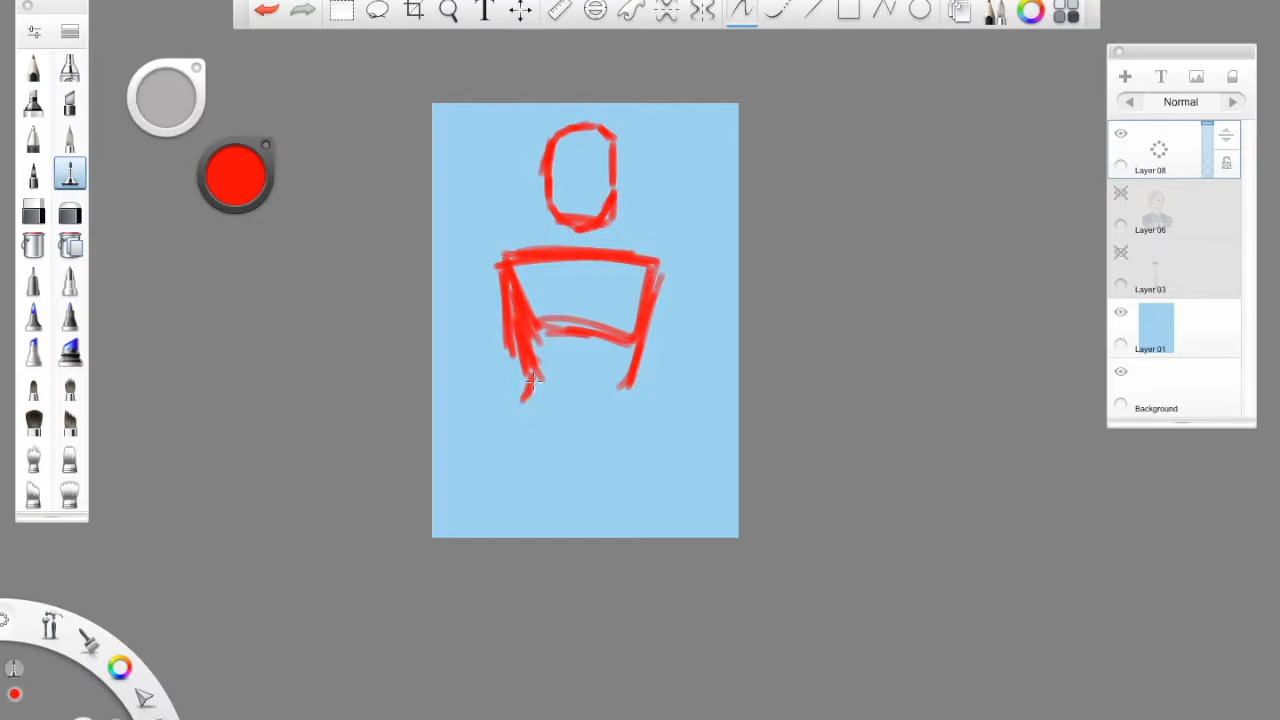 T
T
Normal
Layer 08
Layer 06
Layer 03
Layer 01
Background